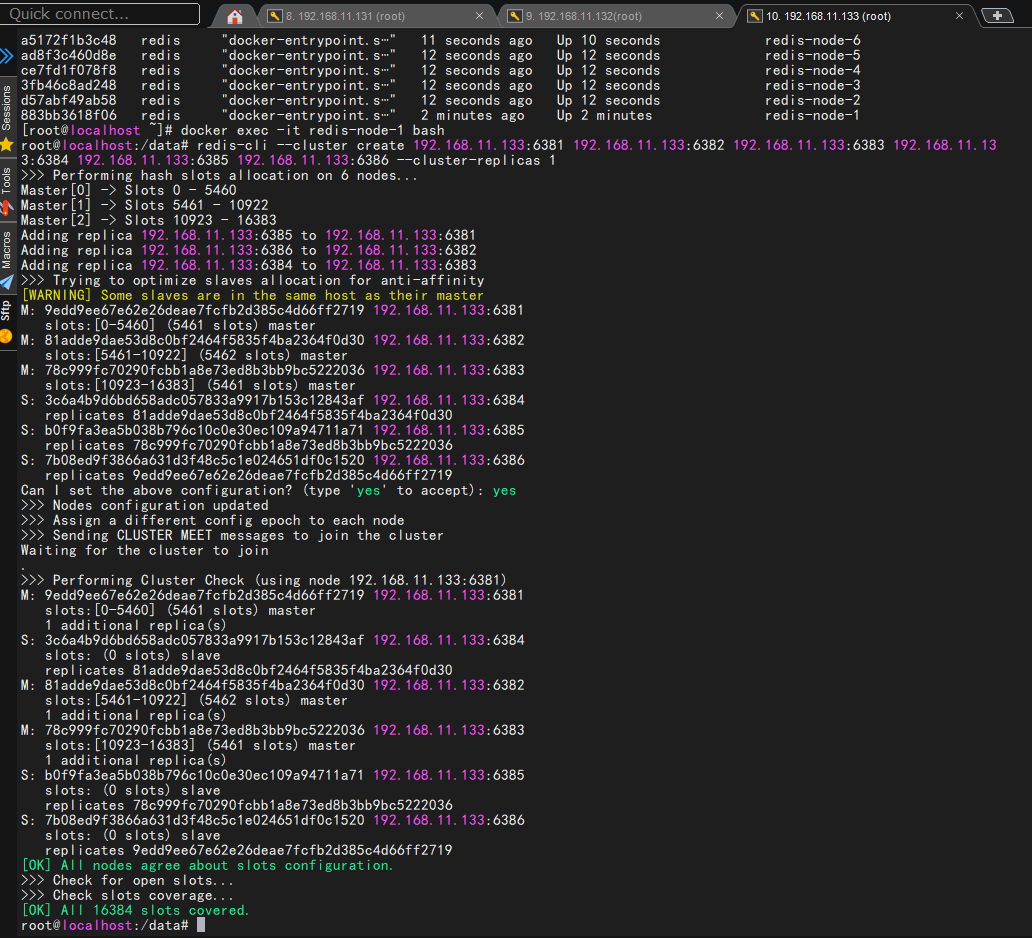 Quick connect...
8. 192.168.11.131 (root)
9. 192.168.11.132(root)
10. 192.168.11.133 (root)
Sessions
Tools
Macros
Sftp
a5172f1b3c48   redis     "docker-entrypoint.s…"   11 seconds ago   Up 10 seconds             redis-node-6
ad8f3c460d8e   redis     "docker-entrypoint.s…"   12 seconds ago   Up 12 seconds             redis-node-5
ce7fd1f078f8   redis     "docker-entrypoint.s…"   12 seconds ago   Up 12 seconds             redis-node-4
3fb46c8ad248   redis     "docker-entrypoint.s…"   12 seconds ago   Up 12 seconds             redis-node-3
d57abf49ab58   redis     "docker-entrypoint.s…"   12 seconds ago   Up 12 seconds             redis-node-2
883bb3618f06   redis     "docker-entrypoint.s…"   2 minutes ago    Up 2 minutes              redis-node-1
[root@localhost ~]# docker exec -it redis-node-1 bash
root@localhost:/data# redis-cli --cluster create 192.168.11.133:6381 192.168.11.133:6382 192.168.11.133:6383 192.168.11.13
3:6384 192.168.11.133:6385 192.168.11.133:6386 --cluster-replicas 1
>>> Performing hash slots allocation on 6 nodes...
Master[0] -> Slots 0 - 5460
Master[1] -> Slots 5461 - 10922
Master[2] -> Slots 10923 - 16383
Adding replica 192.168.11.133:6385 to 192.168.11.133:6381
Adding replica 192.168.11.133:6386 to 192.168.11.133:6382
Adding replica 192.168.11.133:6384 to 192.168.11.133:6383
>>> Trying to optimize slaves allocation for anti-affinity
[WARNING] Some slaves are in the same host as their master
M: 9edd9ee67e62e26deae7fcfb2d385c4d66ff2719 192.168.11.133:6381
   slots:[0-5460] (5461 slots) master
M: 81adde9dae53d8c0bf2464f5835f4ba2364f0d30 192.168.11.133:6382
   slots:[5461-10922] (5462 slots) master
M: 78c999fc70290fcbb1a8e73ed8b3bb9bc5222036 192.168.11.133:6383
   slots:[10923-16383] (5461 slots) master
S: 3c6a4b9d6bd658adc057833a9917b153c12843af 192.168.11.133:6384
   replicates 81adde9dae53d8c0bf2464f5835f4ba2364f0d30
S: b0f9fa3ea5b038b796c10c0e30ec109a94711a71 192.168.11.133:6385
   replicates 78c999fc70290fcbb1a8e73ed8b3bb9bc5222036
S: 7b08ed9f3866a631d3f48c5c1e024651df0c1520 192.168.11.133:6386
   replicates 9edd9ee67e62e26deae7fcfb2d385c4d66ff2719
Can I set the above configuration? (type 'yes' to accept): yes
>>> Nodes configuration updated
>>> Assign a different config epoch to each node
>>> Sending CLUSTER MEET messages to join the cluster
Waiting for the cluster to join
.
>>> Performing Cluster Check (using node 192.168.11.133:6381)
M: 9edd9ee67e62e26deae7fcfb2d385c4d66ff2719 192.168.11.133:6381
   slots:[0-5460] (5461 slots) master
   1 additional replica(s)
S: 3c6a4b9d6bd658adc057833a9917b153c12843af 192.168.11.133:6384
   slots: (0 slots) slave
   replicates 81adde9dae53d8c0bf2464f5835f4ba2364f0d30
M: 81adde9dae53d8c0bf2464f5835f4ba2364f0d30 192.168.11.133:6382
   slots:[5461-10922] (5462 slots) master
   1 additional replica(s)
M: 78c999fc70290fcbb1a8e73ed8b3bb9bc5222036 192.168.11.133:6383
   slots:[10923-16383] (5461 slots) master
   1 additional replica(s)
S: b0f9fa3ea5b038b796c10c0e30ec109a94711a71 192.168.11.133:6385
   slots: (0 slots) slave
   replicates 78c999fc70290fcbb1a8e73ed8b3bb9bc5222036
S: 7b08ed9f3866a631d3f48c5c1e024651df0c1520 192.168.11.133:6386
   slots: (0 slots) slave
   replicates 9edd9ee67e62e26deae7fcfb2d385c4d66ff2719
[OK] All nodes agree about slots configuration.
>>> Check for open slots...
>>> Check slots coverage...
[OK] All 16384 slots covered.
root@localhost:/data#